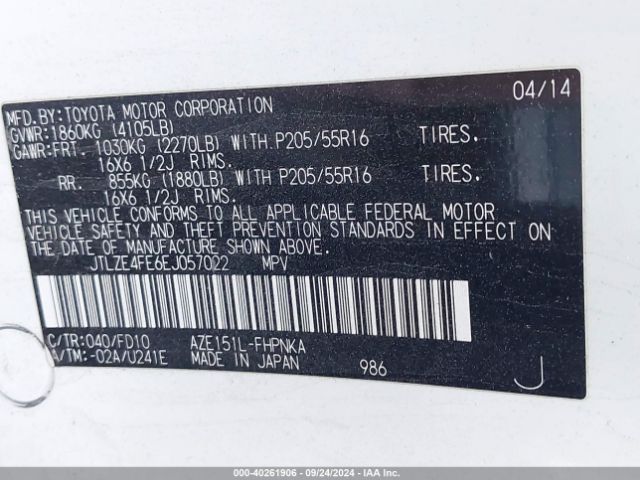 MFD. BY: TOYOTA MOTOR CORPORATION 04/14
GVWR: 1860KG (4105LB)
GAWR: FRT. 1030KG (2270LB) WITH P205/55R16 TIRES.
16X6 1/2J RIMS.
RR. 855KG (1880LB) WITH P205/55R16 TIRES.
16X6 1/2J RIMS.
THIS VEHICLE CONFORMS TO ALL APPLICABLE FEDERAL MOTOR
VEHICLE SAFETY AND THEFT PREVENTION STANDARDS IN EFFECT ON
THE DATE OF MANUFACTURE SHOWN ABOVE.
JTLZE4FE6EJ057022 MPV
C/TR: 040/FD10 AZE151L-FHPNKA
A/TM: -02A/U241E MADE IN JAPAN 986 J
000-40261906 / 09/24/2024 - IAAI.com